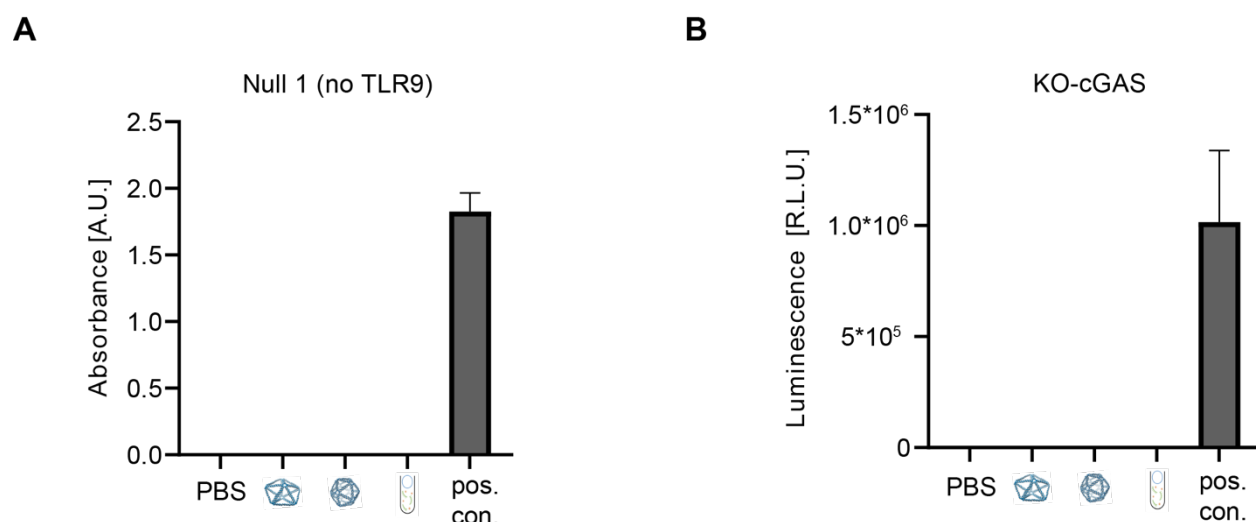 A
Null 1 (no TLR9)
Absorbance [A.U.]
2.5
2.0
1.5
1.0
0.5
0.0
PBS
pos.
con.
B
KO-cGAS
Luminescence [R.L.U.]
1.5*10⁶
1.0*10⁶
5*10⁵
0
PBS
pos.
con.